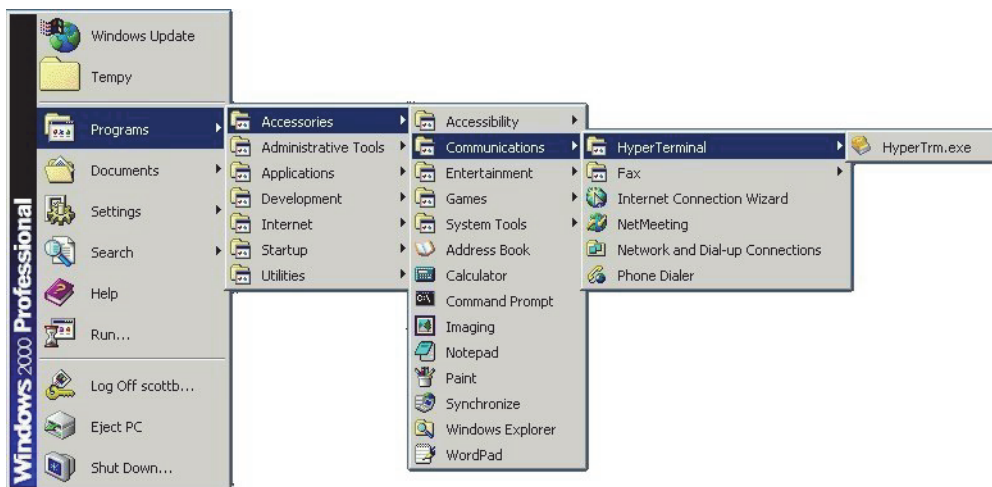 Windows 2000 Professional
Windows Update
Tempy
Programs
Documents
Settings
Search
Help
Run...
Log Off scottb...
Eject PC
Shut Down...
Accessories
Administrative Tools
Applications
Development
Internet
Startup
Utilities
Accessibility
Communications
Entertainment
Games
System Tools
Address Book
Calculator
Command Prompt
Imaging
Notepad
Paint
Synchronize
Windows Explorer
WordPad
HyperTerminal
Fax
Internet Connection Wizard
NetMeeting
Network and Dial-up Connections
Phone Dialer
HyperTrm.exe